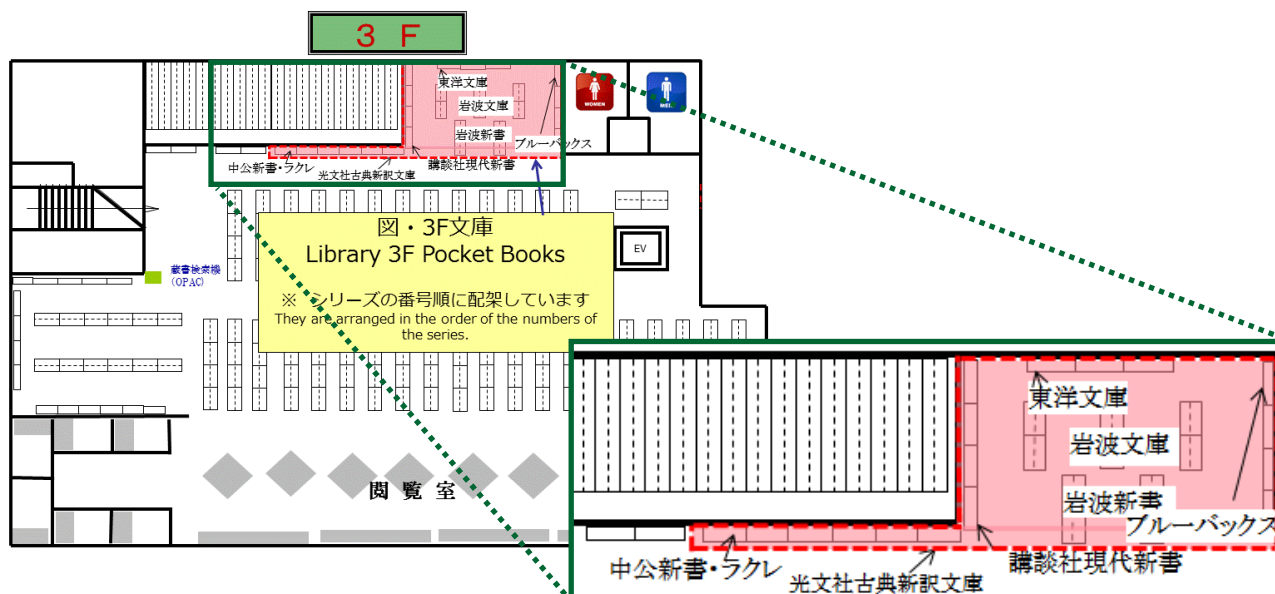 3 F
東洋文庫
岩波文庫
岩波新書
ブルーバックス
WOMEN
MEN
中公新書・ラクレ
光文社古典新訳文庫
講談社現代新書
図・3F文庫
Library 3F Pocket Books
※ シリーズの番号順に配架しています
They are arranged in the order of the numbers of
the series.
EV
蔵書検索機
(OPAC)
閲覧室
東洋文庫
岩波文庫
岩波新書
ブルーバックス
中公新書・ラクレ
光文社古典新訳文庫
講談社現代新書